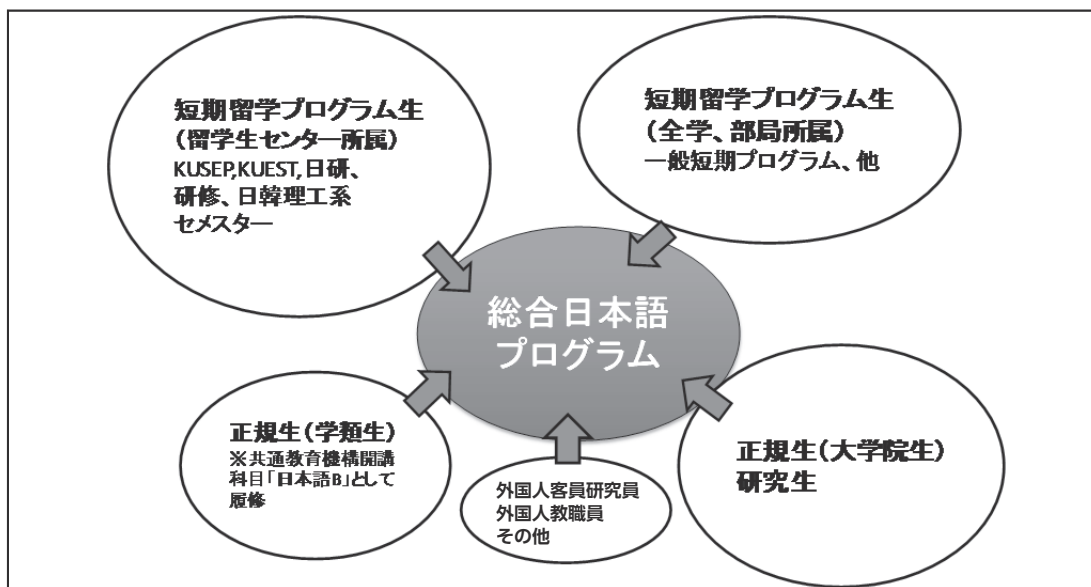 短期留学プログラム生
(留学生センター所属)
KUSEP,KUEST,日研、
研修、日韓理工系
セメスター
短期留学プログラム生
(全学、部局所属)
一般短期プログラム、他
総合日本語
プログラム
正規生(学類生)
※共通教育機構開講
科目「日本語B」として
履修
外国人客員研究員
外国人教職員
その他
正規生(大学院生)
研究生